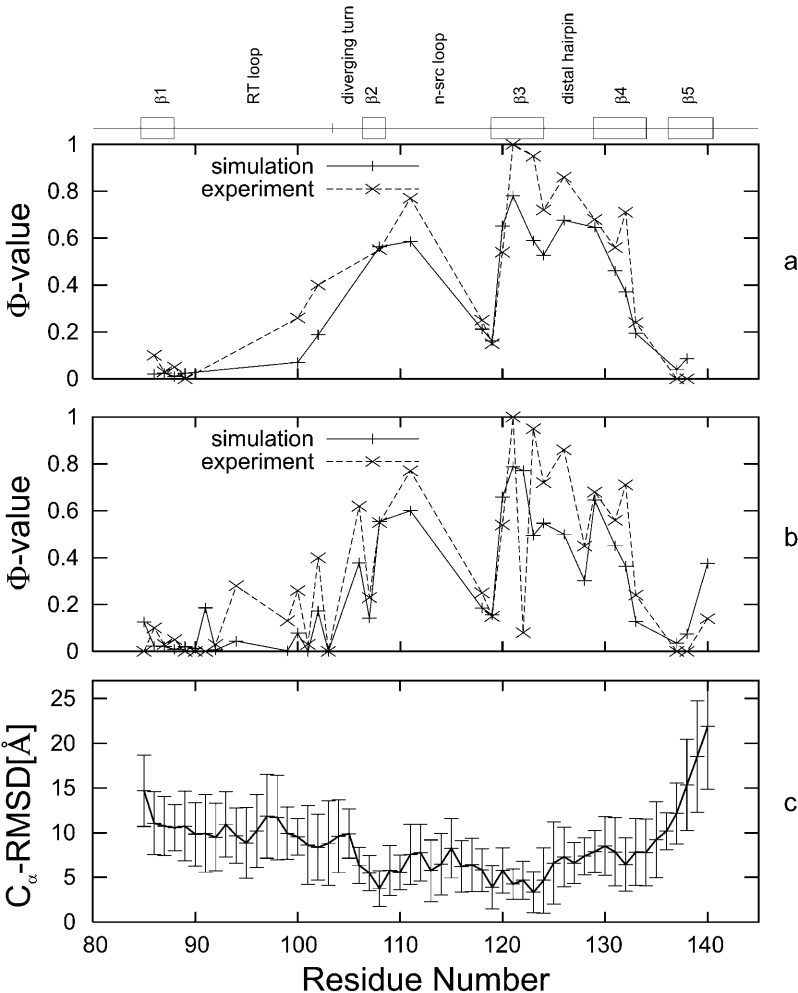 β1 RT loop diverging turn β2 n-src loop β3 distal hairpin β4 β5
1
simulation
experiment
0.8
0.6
0.4
0.2
0
Φ-value
a
1
simulation
experiment
0.8
0.6
0.4
0.2
0
Φ-value
b
25
20
15
10
5
0
Cα-RMSD[Å]
c
80 90 100 110 120 130 140
Residue Number